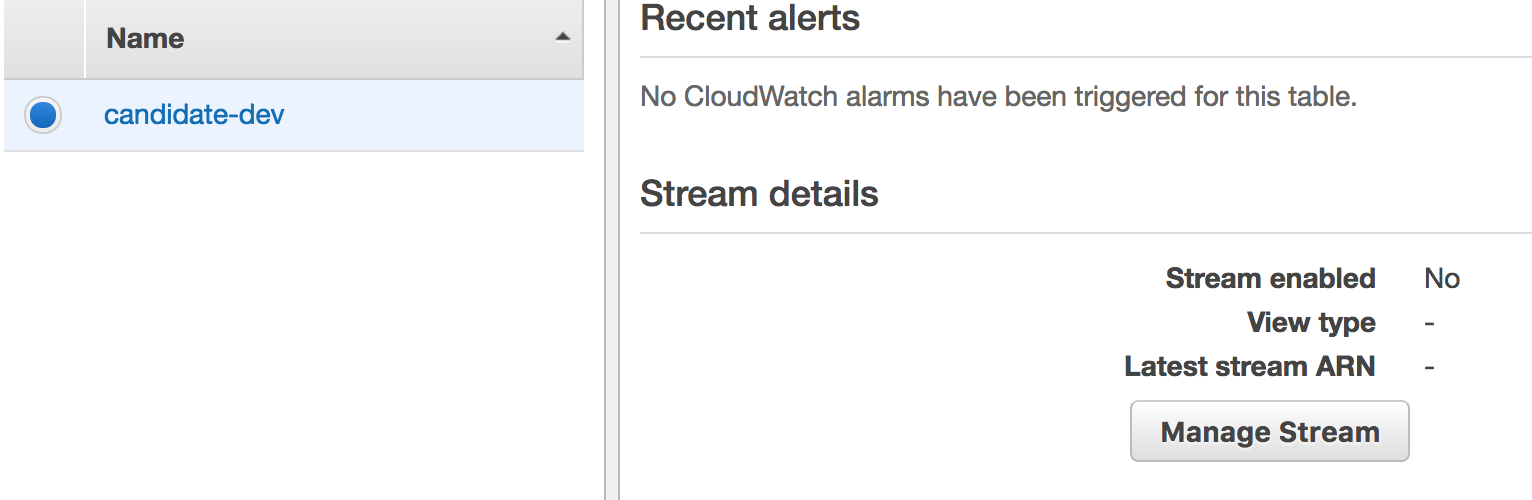 Name
candidate-dev
Recent alerts
No CloudWatch alarms have been triggered for this table.
Stream details
Stream enabled No
View type -
Latest stream ARN -
Manage Stream